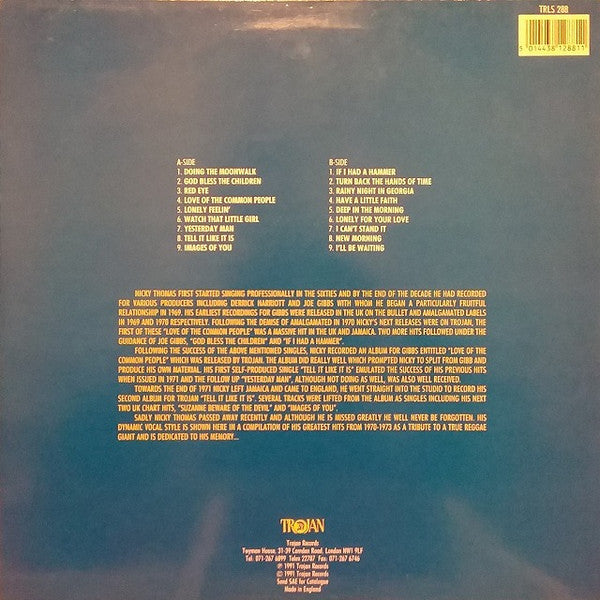 TRLS 288
5 014438 128811
A-SIDE
1. DOING THE MOONWALK
2. GOD BLESS THE CHILDREN
3. RED EYE
4. LOVE OF THE COMMON PEOPLE
5. LONELY FEELIN'
6. WATCH THAT LITTLE GIRL
7. YESTERDAY MAN
8. TELL IT LIKE IT IS
9. IMAGES OF YOU
B-SIDE
1. IF I HAD A HAMMER
2. TURN BACK THE HANDS OF TIME
3. RAINY NIGHT IN GEORGIA
4. HAVE A LITTLE FAITH
5. DEEP IN THE MORNING
6. LONELY FOR YOUR LOVE
7. I CAN'T STAND IT
8. NEW MORNING
9. I'LL BE WAITING
NICKY THOMAS FIRST STARTED SINGING PROFESSIONALLY IN THE SIXTIES AND BY THE END OF THE DECADE HE HAD RECORDED
FOR VARIOUS PRODUCERS INCLUDING DERRICK HARRIOTT AND JOE GIBBS WITH WHOM HE BEGAN A PARTICULARLY FRUITFUL
RELATIONSHIP IN 1969. HIS EARLIEST RECORDINGS FOR GIBBS WERE RELEASED IN THE UK ON THE BULLET AND AMALGAMATED LABELS
IN 1969 AND 1970 RESPECTIVELY. FOLLOWING THE DEMISE OF AMALGAMATED IN 1970 NICKY'S NEXT RELEASES WERE ON TROJAN, THE
FIRST OF THESE "LOVE OF THE COMMON PEOPLE" WAS A MASSIVE HIT IN THE UK AND JAMAICA. TWO MORE HITS FOLLOWED UNDER THE
GUIDANCE OF JOE GIBBS, "GOD BLESS THE CHILDREN" AND "IF I HAD A HAMMER".
FOLLOWING THE SUCCESS OF THE ABOVE MENTIONED SINGLES, NICKY RECORDED AN ALBUM FOR GIBBS ENTITLED "LOVE OF THE
COMMON PEOPLE" WHICH WAS RELEASED BY TROJAN. THE ALBUM DID REALLY WELL WHICH PROMPTED NICKY TO SPLIT FROM GIBB AND
PRODUCE HIS OWN MATERIAL. HIS FIRST SELF-PRODUCED SINGLE "TELL IT LIKE IT IS" EMULATED THE SUCCESS OF HIS PREVIOUS HITS
WHEN ISSUED IN 1971 AND THE FOLLOW UP "YESTERDAY MAN", ALTHOUGH NOT DOING AS WELL, WAS ALSO WELL RECEIVED.
TOWARDS THE END OF 1971 NICKY LEFT JAMAICA AND CAME TO ENGLAND, HE WENT STRAIGHT INTO THE STUDIO TO RECORD HIS
SECOND ALBUM FOR TROJAN "TELL IT LIKE IT IS". SEVERAL TRACKS WERE LIFTED FROM THE ALBUM AS SINGLES INCLUDING HIS NEXT
TWO UK CHART HITS, "SUZANNE BEWARE OF THE DEVIL" AND "IMAGES OF YOU".
SADLY NICKY THOMAS PASSED AWAY RECENTLY AND ALTHOUGH HE IS MISSED GREATLY HE WILL NEVER BE FORGOTTEN. HIS
DYNAMIC VOCAL STYLE IS SHOWN HERE IN A COMPILATION OF HIS GREATEST HITS FROM 1970-1973 AS A TRIBUTE TO A TRUE REGGAE
GIANT AND IS DEDICATED TO HIS MEMORY...
TROJAN
Trojan Records
Twyman House, 31-39 Camden Road, London NW1 9LF
Tel: 071-267 6899 Telex 22787 Fax: 071-267 6746
℗ 1991 Trojan Records
© 1991 Trojan Records
Send SAE for Catalogue
Made in England